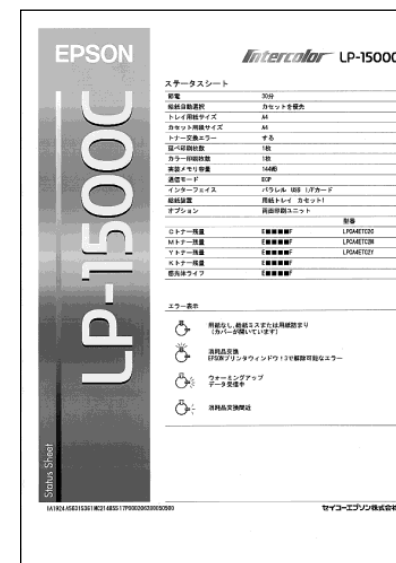 EPSON
Intercolor LP-1500C
LP-1500C
Status Sheet
ステータスシート
節電 30分
給紙自動選択 カセットを優先
トレイ用紙サイズ A4
カセット用紙サイズ A4
トナー交換エラー する
延べ印刷枚数 1枚
カラー印刷枚数 1枚
実装メモリ容量 144MB
通信モード ECP
インターフェイス パラレル USB I/Fカード
給紙装置 用紙トレイ カセット1
オプション 両面印刷ユニット
型番
Cトナー残量 E■■■■F LPCA4ETC2C
Mトナー残量 E■■■■F LPCA4ETC2M
Yトナー残量 E■■■■F LPCA4ETC2Y
Kトナー残量 E■■■■F
感光体ライフ E■■■■F
エラー表示
用紙なし、給紙ミスまたは用紙詰まり
(カバーが開いています)
消耗品交換
EPSONプリンタウィンドウ!3で解除可能なエラー
ウォーミングアップ
データ受信中
消耗品交換間近
セイコーエプソン株式会社